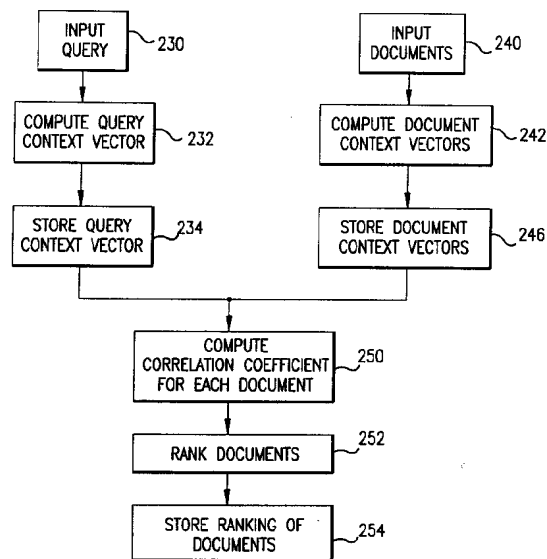 INPUT
QUERY
230
COMPUTE QUERY
CONTEXT VECTOR
232
STORE QUERY
CONTEXT VECTOR
234
INPUT
DOCUMENTS
240
COMPUTE DOCUMENT
CONTEXT VECTORS
242
STORE DOCUMENT
CONTEXT VECTORS
246
COMPUTE
CORRELATION COEFFICIENT
FOR EACH DOCUMENT
250
RANK DOCUMENTS
252
STORE RANKING OF
DOCUMENTS
254